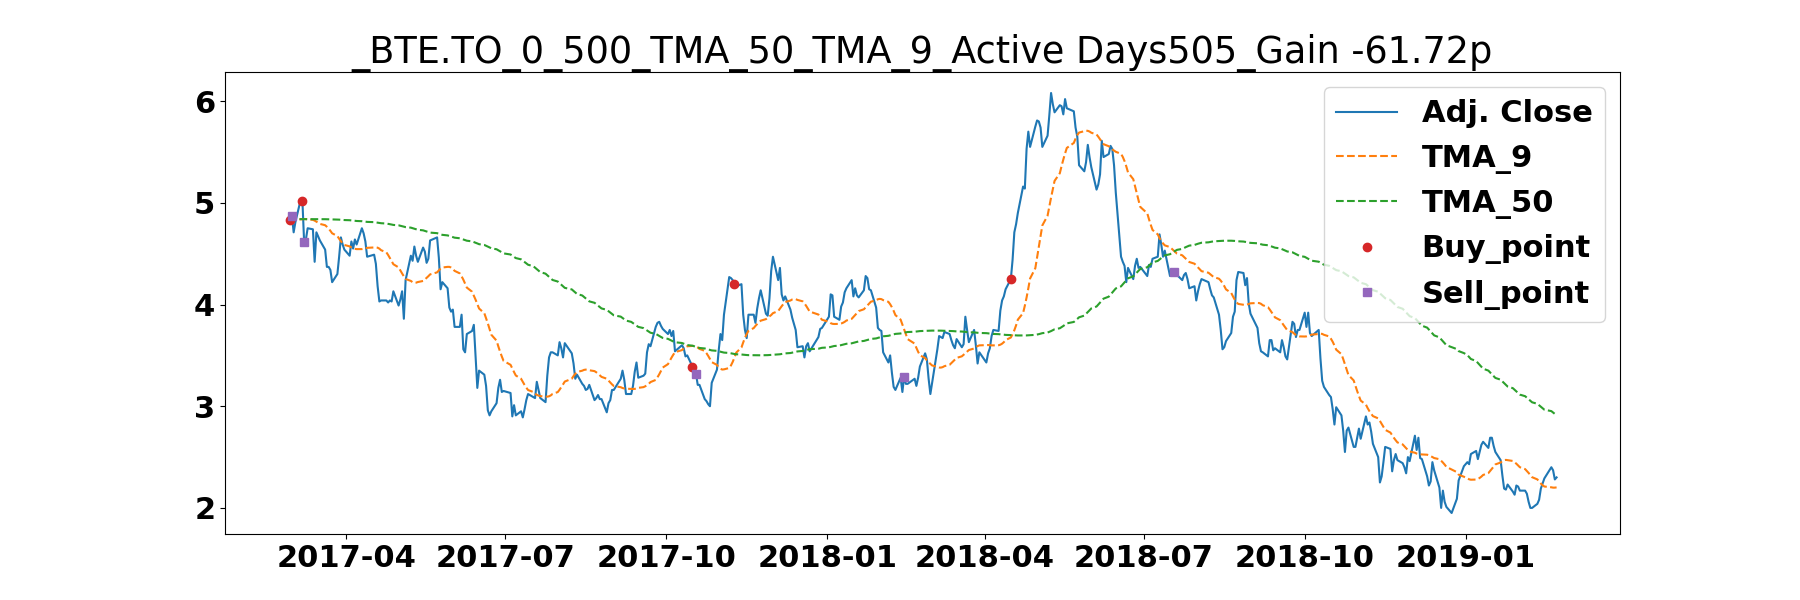 _BTE.TO_0_500_TMA_50_TMA_9_Active Days505_Gain -61.72p
6
5
4
3
2
Adj. Close
TMA_9
TMA_50
Buy_point
Sell_point
2017-04 2017-07 2017-10 2018-01 2018-04 2018-07 2018-10 2019-01